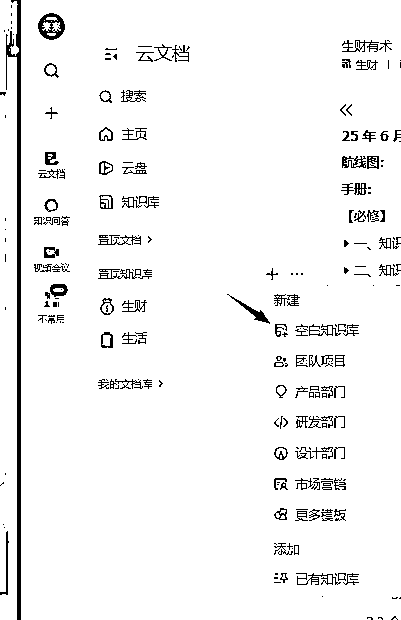 云文档
知识问答
视频会议
不常用
云文档
搜索
主页
云盘
知识库
置顶文档
置顶知识库
生财
生活
我的文档库
新建
空白知识库
团队项目
产品部门
研发部门
设计部门
市场营销
更多模板
添加
已有知识库
生财有术
生财
25 年 6 月
航线图:
手册:
【必修】
一、知识
二、知识